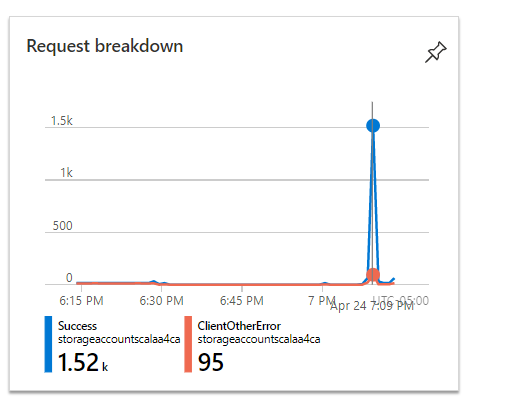 Request breakdown
1.5k
1k
500
0
6:15 PM 6:30 PM 6:45 PM 7 PM UTC-05:00
Apr 24 7:09 PM
Success ClientOtherError
storageaccountscalaa4ca storageaccountscalaa4ca
1.52 k 95